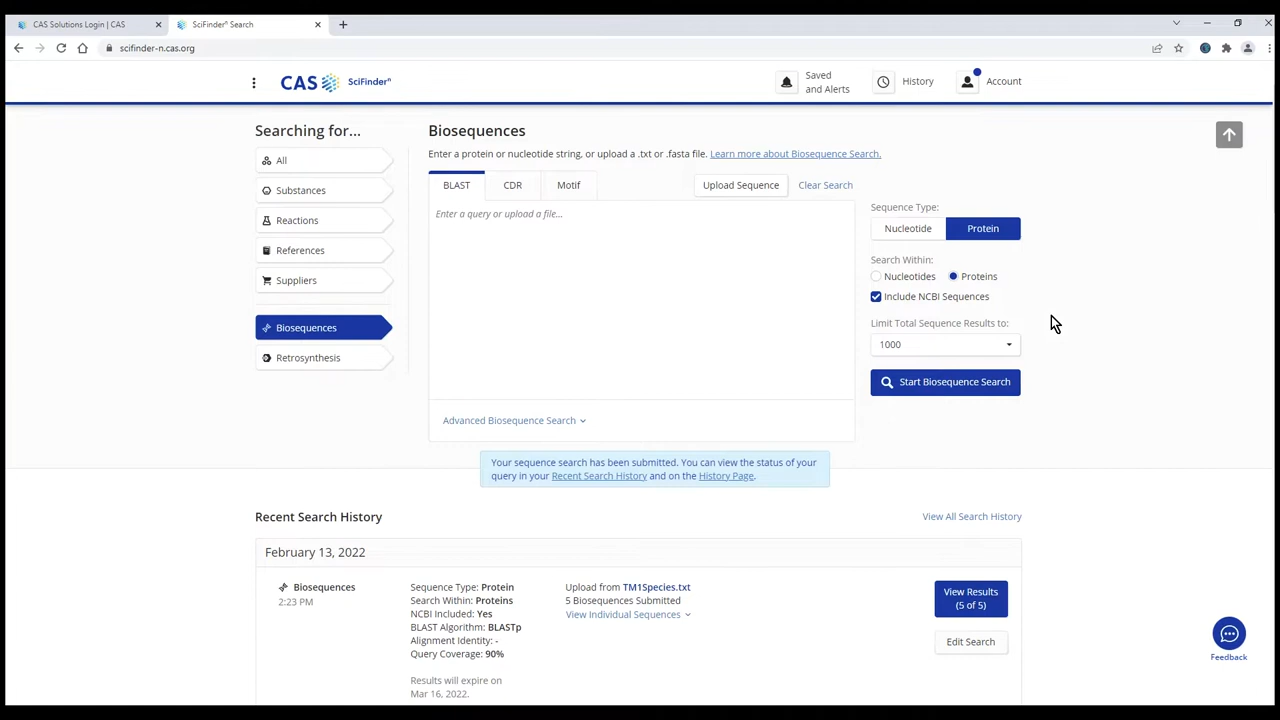 CAS Solutions Login | CAS
SciFinder® Search
scifinder-n.cas.org
CAS SciFinderⁿ
Saved and Alerts
History
Account
Searching for...
All
Substances
Reactions
References
Suppliers
Biosequences
Retrosynthesis
Biosequences
Enter a protein or nucleotide string, or upload a .txt or .fasta file. Learn more about Biosequence Search.
BLAST
CDR
Motif
Upload Sequence
Clear Search
Enter a query or upload a file...
Advanced Biosequence Search
Sequence Type:
Nucleotide
Protein
Search Within:
Nucleotides
Proteins
Include NCBI Sequences
Limit Total Sequence Results to:
1000
Start Biosequence Search
Your sequence search has been submitted. You can view the status of your
query in your Recent Search History and on the History Page.
Recent Search History
View All Search History
February 13, 2022
Biosequences
2:23 PM
Sequence Type: Protein
Search Within: Proteins
NCBI Included: Yes
BLAST Algorithm: BLASTp
Alignment Identity: -
Query Coverage: 90%
Results will expire on
Mar 16, 2022.
Upload from TM1Species.txt
5 Biosequences Submitted
View Individual Sequences
View Results
(5 of 5)
Edit Search
Feedback